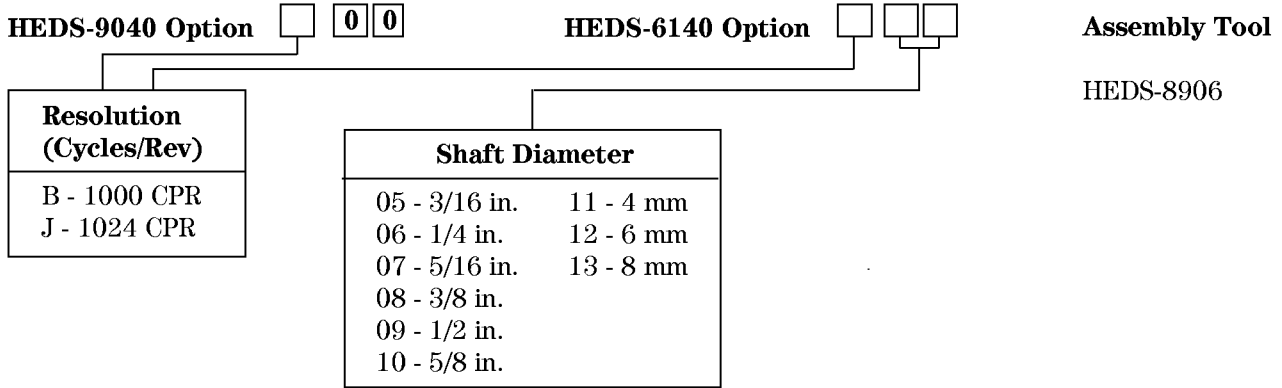 HEDS-9040 Option 0 0 HEDS-6140 Option Assembly Tool
HEDS-8906
Resolution
(Cycles/Rev)
B - 1000 CPR
J - 1024 CPR
Shaft Diameter
05 - 3/16 in. 11 - 4 mm
06 - 1/4 in. 12 - 6 mm
07 - 5/16 in. 13 - 8 mm
08 - 3/8 in.
09 - 1/2 in.
10 - 5/8 in.